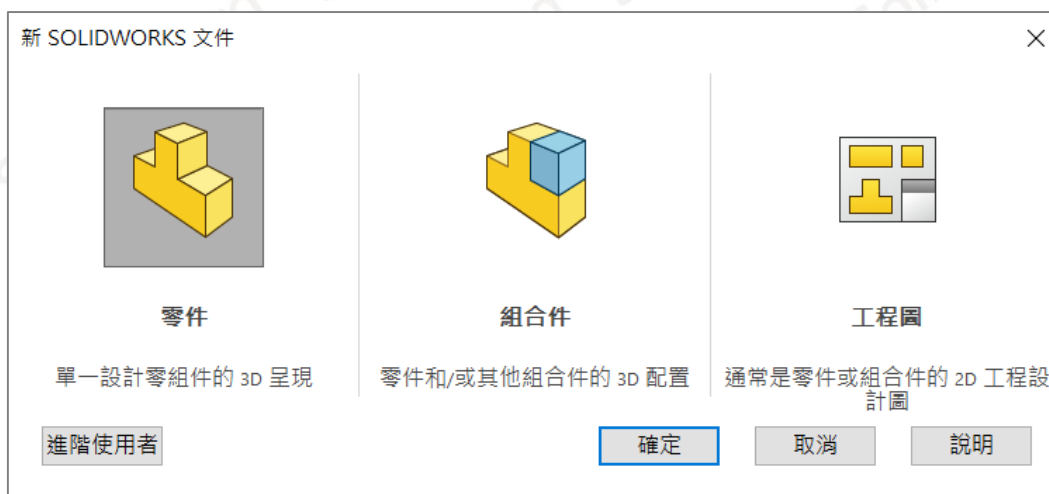 新 SOLIDWORKS 文件
零件
組合件
工程圖
單一設計零組件的 3D 呈現
零件和/或其他組合件的 3D 配置
通常是零件或組合件的 2D 工程設
計圖
進階使用者
確定
取消
說明